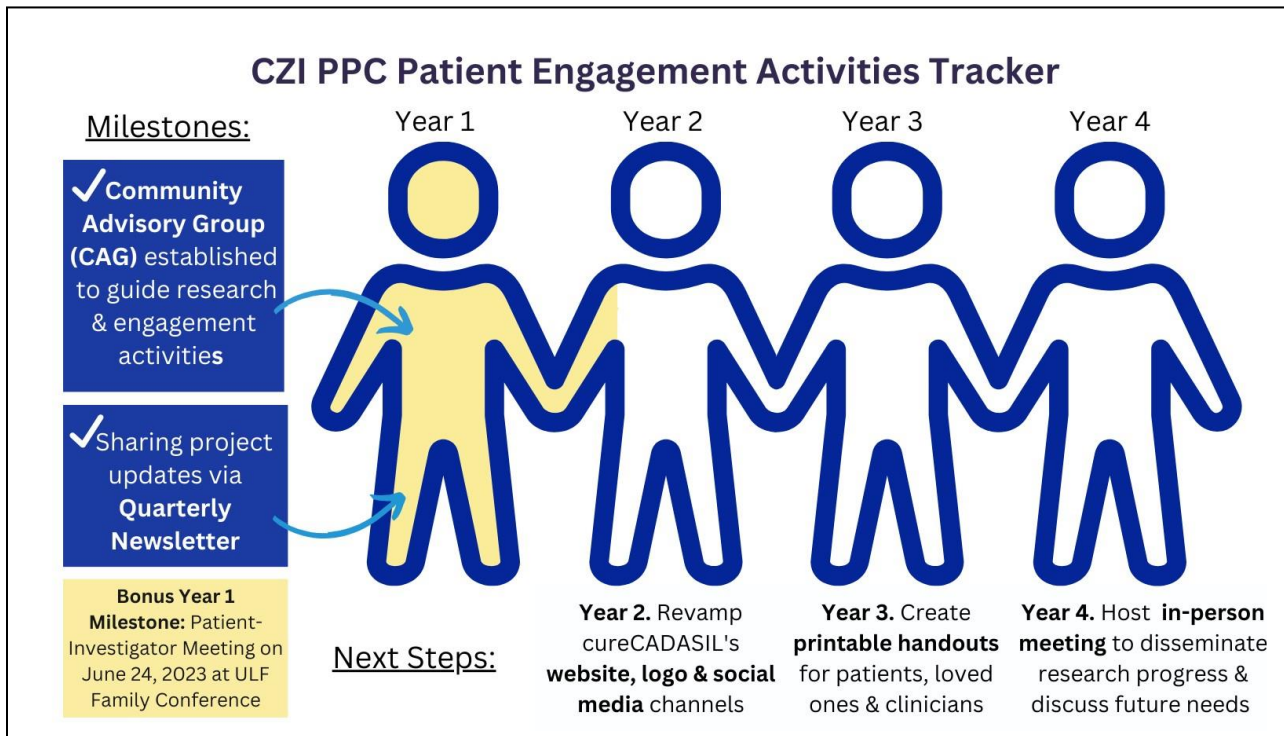 CZI PPC Patient Engagement Activities Tracker
Milestones:
Year 1
Year 2
Year 3
Year 4
Community
Advisory Group
(CAG) established
to guide research
& engagement
activities
Sharing project
updates via
Quarterly
Newsletter
Bonus Year 1
Milestone: Patient-
Investigator Meeting on
June 24, 2023 at ULF
Family Conference
Next Steps:
Year 2. Revamp
cureCADASIL's
website, logo & social
media channels
Year 3. Create
printable handouts
for patients, loved
ones & clinicians
Year 4. Host in-person
meeting to disseminate
research progress &
discuss future needs